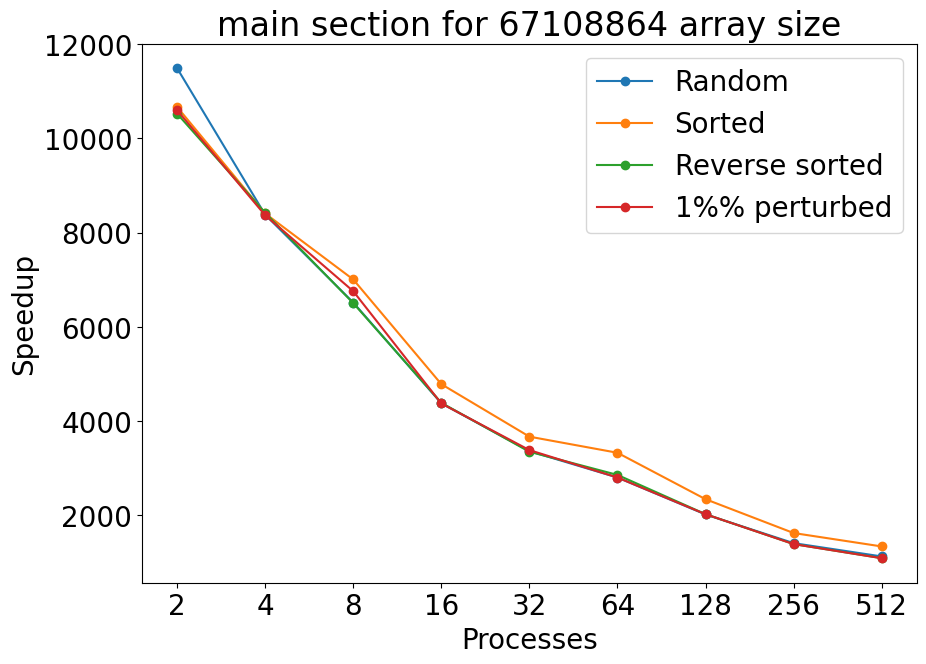 main section for 67108864 array size
12000
10000
8000
6000
4000
2000
Speedup
Random
Sorted
Reverse sorted
1%% perturbed
2 4 8 16 32 64 128 256 512
Processes